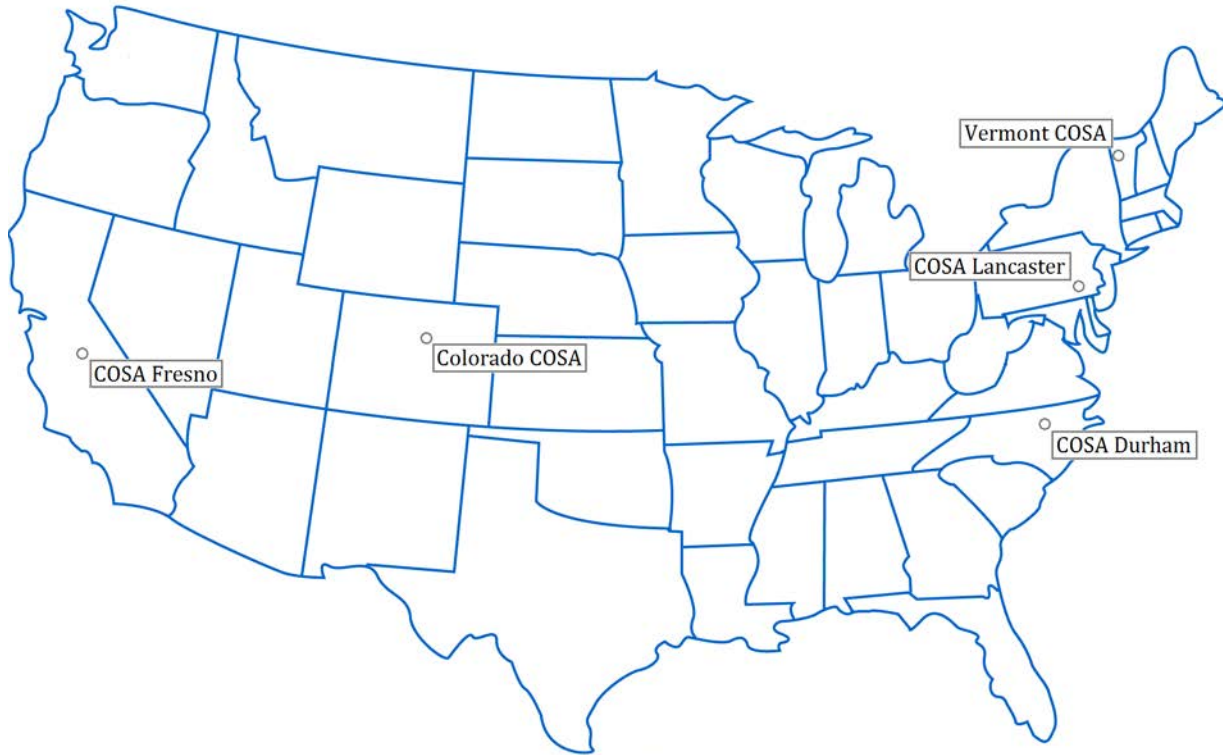 Vermont COSA
COSA Lancaster
Colorado COSA
COSA Fresno
COSA Durham